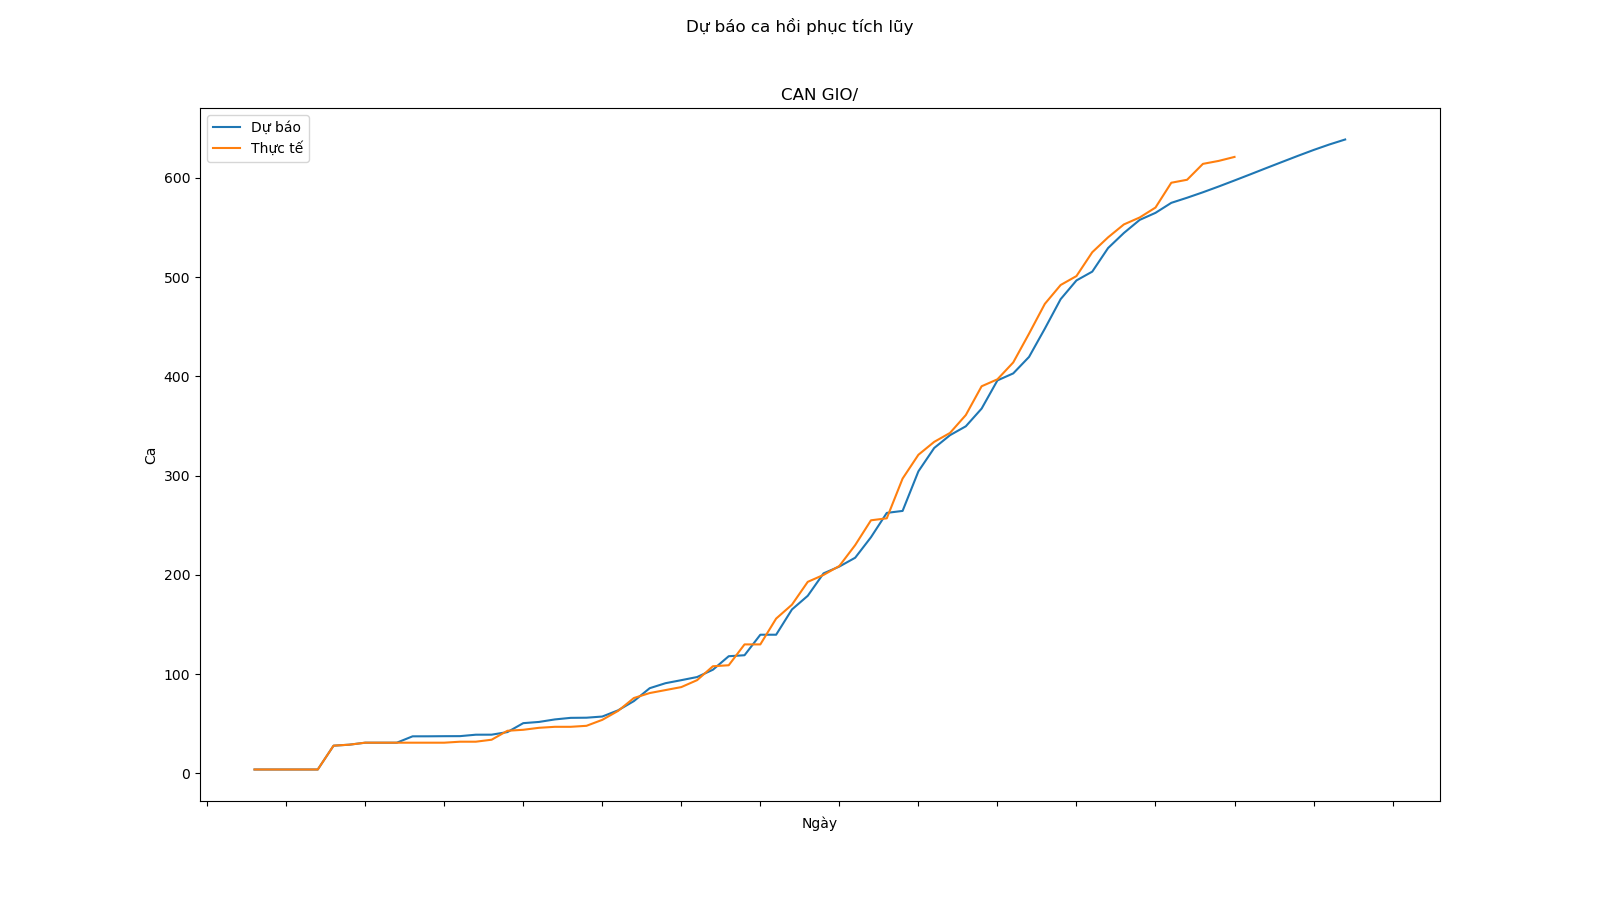 Dự báo ca hồi phục tích lũy
CAN GIO/
Dự báo
Thực tế
600
500
400
300
200
100
0
Ca
Ngày